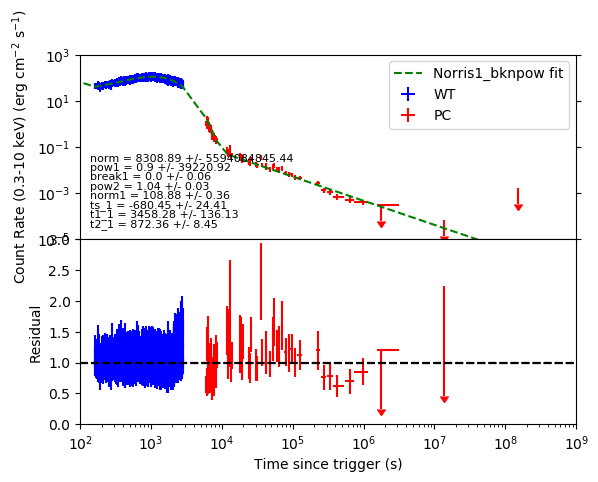 Count Rate (0.3-10 keV) (erg cm⁻² s⁻¹)
10³
10¹
10⁻¹
10⁻³
10⁻⁵
Norris1_bknpow fit
WT
PC
norm = 8308.89 +/- 5594084845.44
pow1 = 0.9 +/- 39220.92
break1 = 0.0 +/- 0.06
pow2 = 1.04 +/- 0.03
norm1 = 108.88 +/- 0.36
ts_1 = -680.45 +/- 24.41
t1_1 = 3458.28 +/- 136.13
t2_1 = 872.36 +/- 8.45
Residual
3.0
2.5
2.0
1.5
1.0
0.5
0.0
10² 10³ 10⁴ 10⁵ 10⁶ 10⁷ 10⁸ 10⁹
Time since trigger (s)